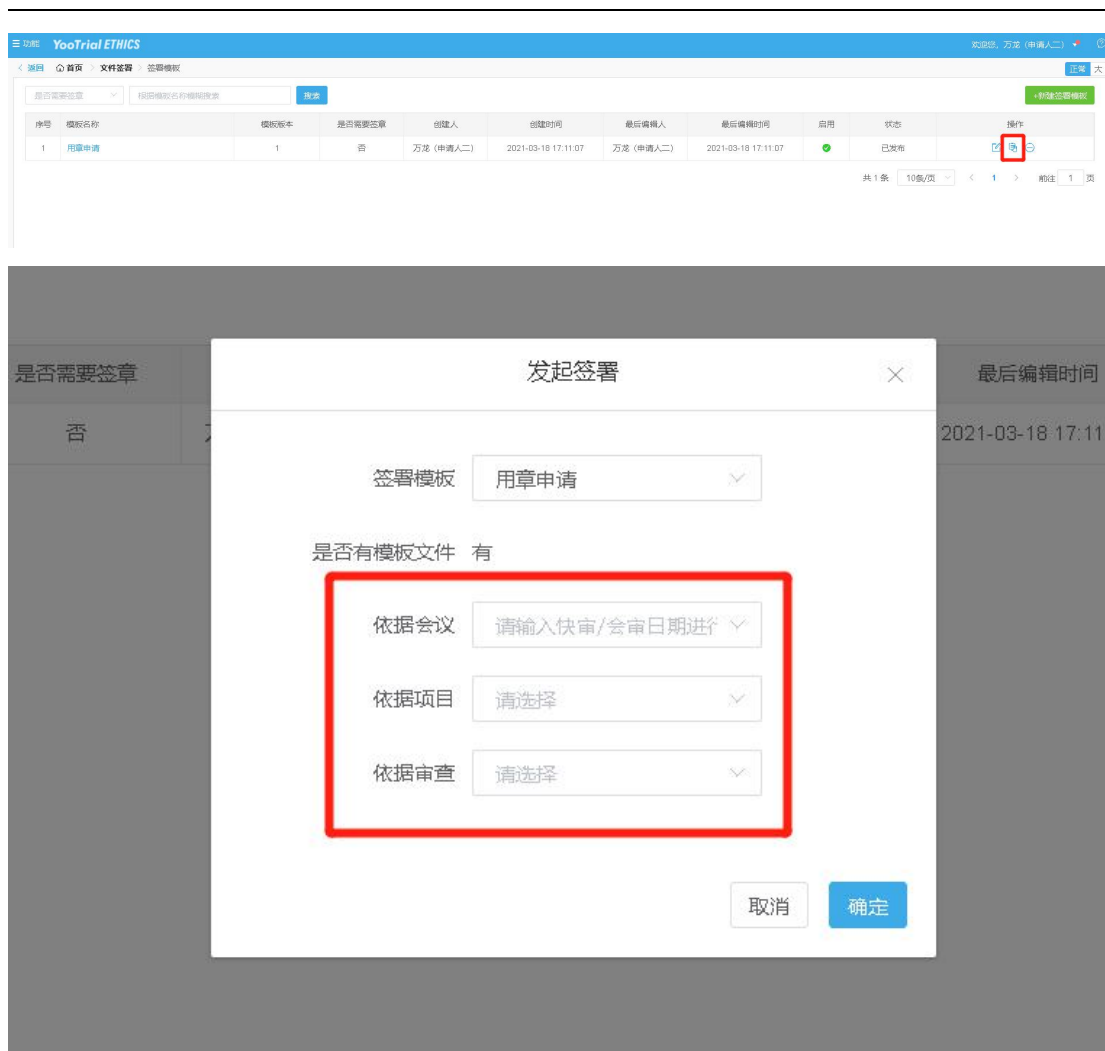 功能 YooTrial ETHICS 欢迎您，万龙（申请人二）
< 返回 首页 > 文件签署 > 签署模板 正常 大
是否需要签章 根据模板名称模糊搜索 搜索 +新建签署模板
序号 模板名称 模板版本 是否需要签章 创建人 创建时间 最后编辑人 最后编辑时间 启用 状态 操作
1 用章申请 1 否 万龙（申请人二） 2021-03-18 17:11:07 万龙（申请人二） 2021-03-18 17:11:07 已发布
共 1 条 10条/页 < 1 > 前往 1 页
发起签署
是否需要签章 最后编辑时间
否 2021-03-18 17:11
签署模板 用章申请
是否有模板文件 有
依据会议 请输入快审/会审日期进行
依据项目 请选择
依据审查 请选择
取消 确定